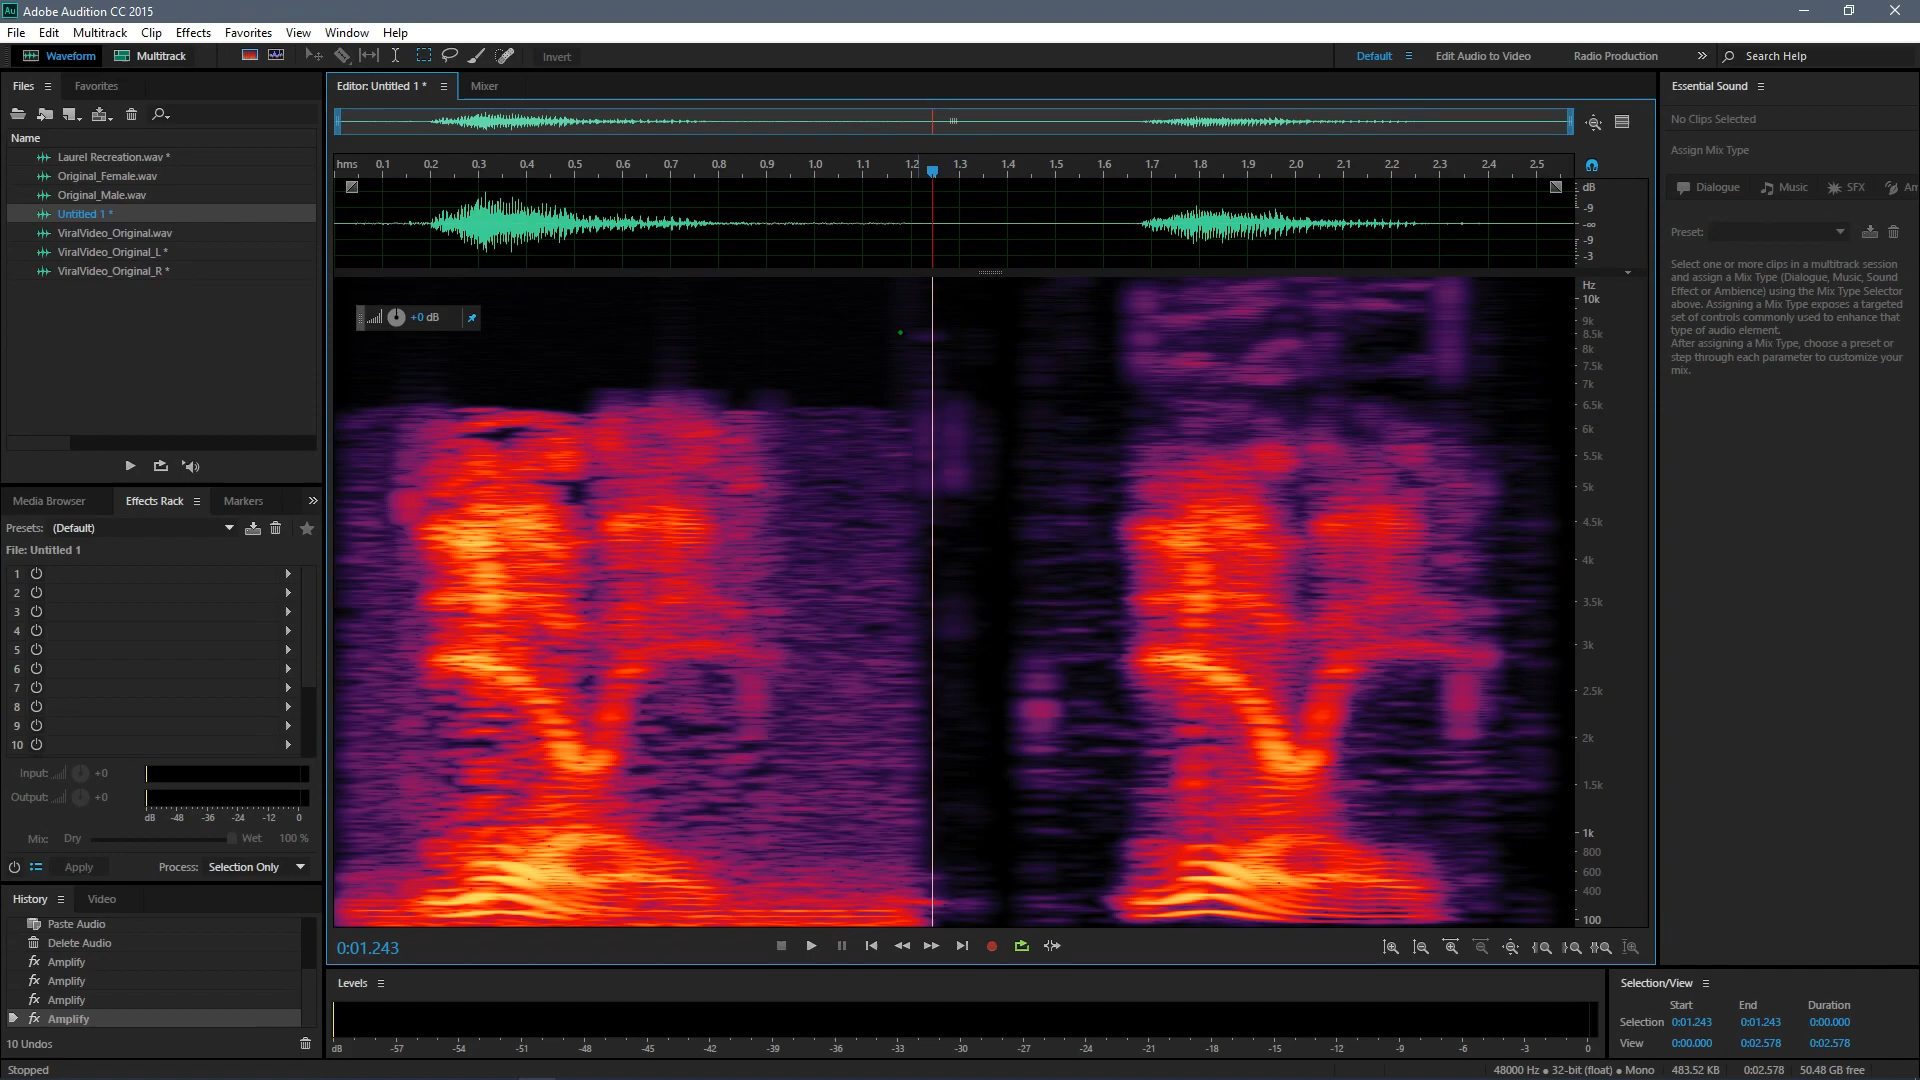 Au Adobe Audition CC 2015
File Edit Multitrack Clip Effects Favorites View Window Help
Waveform Multitrack Invert Default Edit Audio to Video Radio Production Search Help
Files Favorites
Name
Laurel Recreation.wav *
Original_Female.wav
Original_Male.wav
Untitled 1 *
ViralVideo_Original.wav
ViralVideo_Original_L *
ViralVideo_Original_R *
Media Browser Effects Rack Markers
Presets: (Default)
File: Untitled 1
1
2
3
4
5
6
7
8
9
10
Input: +0
Output: +0
dB -48 -36 -24 -12 0
Mix: Dry Wet 100 %
Apply Process: Selection Only
History Video
Paste Audio
Delete Audio
fx Amplify
fx Amplify
fx Amplify
fx Amplify
10 Undos
Stopped
Editor: Untitled 1 * Mixer
hms 0.1 0.2 0.3 0.4 0.5 0.6 0.7 0.8 0.9 1.0 1.1 1.2 1.3 1.4 1.5 1.6 1.7 1.8 1.9 2.0 2.1 2.2 2.3 2.4 2.5
dB
-9
-∞
-9
-3
+0 dB
Hz
10k
9k
8.5k
8k
7.5k
7k
6.5k
6k
5.5k
5k
4.5k
4k
3.5k
3k
2.5k
2k
1.5k
1k
800
600
400
100
0:01.243
Levels
dB -57 -54 -51 -48 -45 -42 -39 -36 -33 -30 -27 -24 -21 -18 -15 -12 -9 -6 -3 0
Essential Sound
No Clips Selected
Assign Mix Type
Dialogue Music SFX Am
Preset:
Select one or more clips in a multitrack session
and assign a Mix Type (Dialogue, Music, Sound
Effect or Ambience) using the Mix Type Selector
above. Assigning a Mix Type exposes a targeted
set of controls commonly used to enhance that
type of audio element.
After assigning a Mix Type, choose a preset or
step through each parameter to customize your
mix.
Selection/View
Start End Duration
Selection 0:01.243 0:01.243 0:00.000
View 0:00.000 0:02.578 0:02.578
48000 Hz • 32-bit (float) • Mono 483.52 KB 0:02.578 50.48 GB free